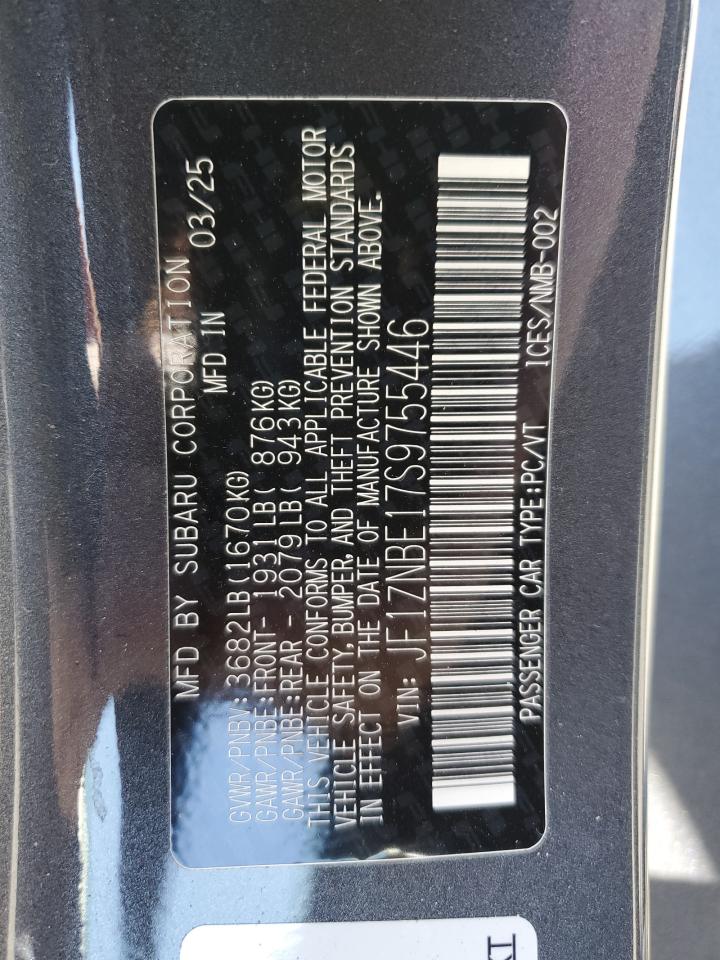 MFD BY SUBARU CORPORATION
MFD IN 03/25
GVWR/PNBV: 3682LB(1670KG)
GAWR/PNBE:FRONT- 1931LB( 876KG)
GAWR/PNBE:REAR - 2079LB( 943KG)
THIS VEHICLE CONFORMS TO ALL APPLICABLE FEDERAL MOTOR
VEHICLE SAFETY, BUMPER, AND THEFT PREVENTION STANDARDS
IN EFFECT ON THE DATE OF MANUFACTURE SHOWN ABOVE.
VIN: JF1ZNBE17S9755446
PASSENGER CAR TYPE:PC/VT ICES/NMB-002